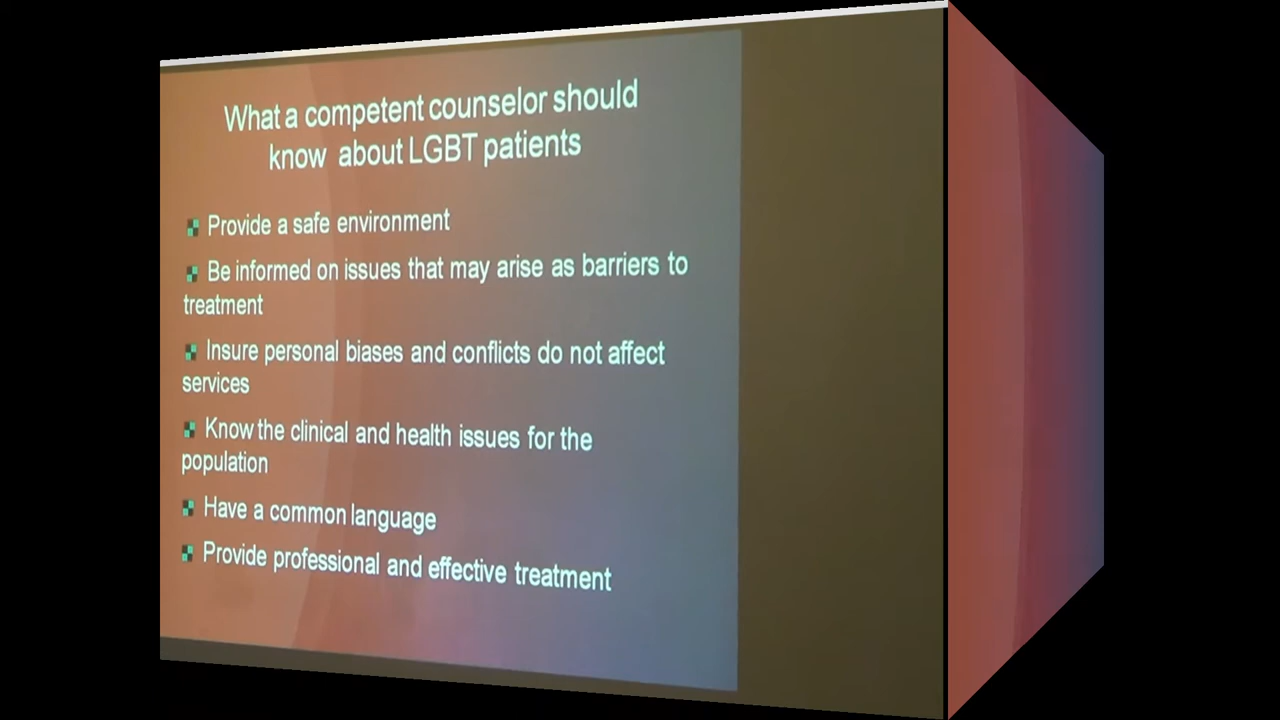 What a competent counselor should
know about LGBT patients
Provide a safe environment
Be informed on issues that may arise as barriers to
treatment
Insure personal biases and conflicts do not affect
services
Know the clinical and health issues for the
population
Have a common language
Provide professional and effective treatment